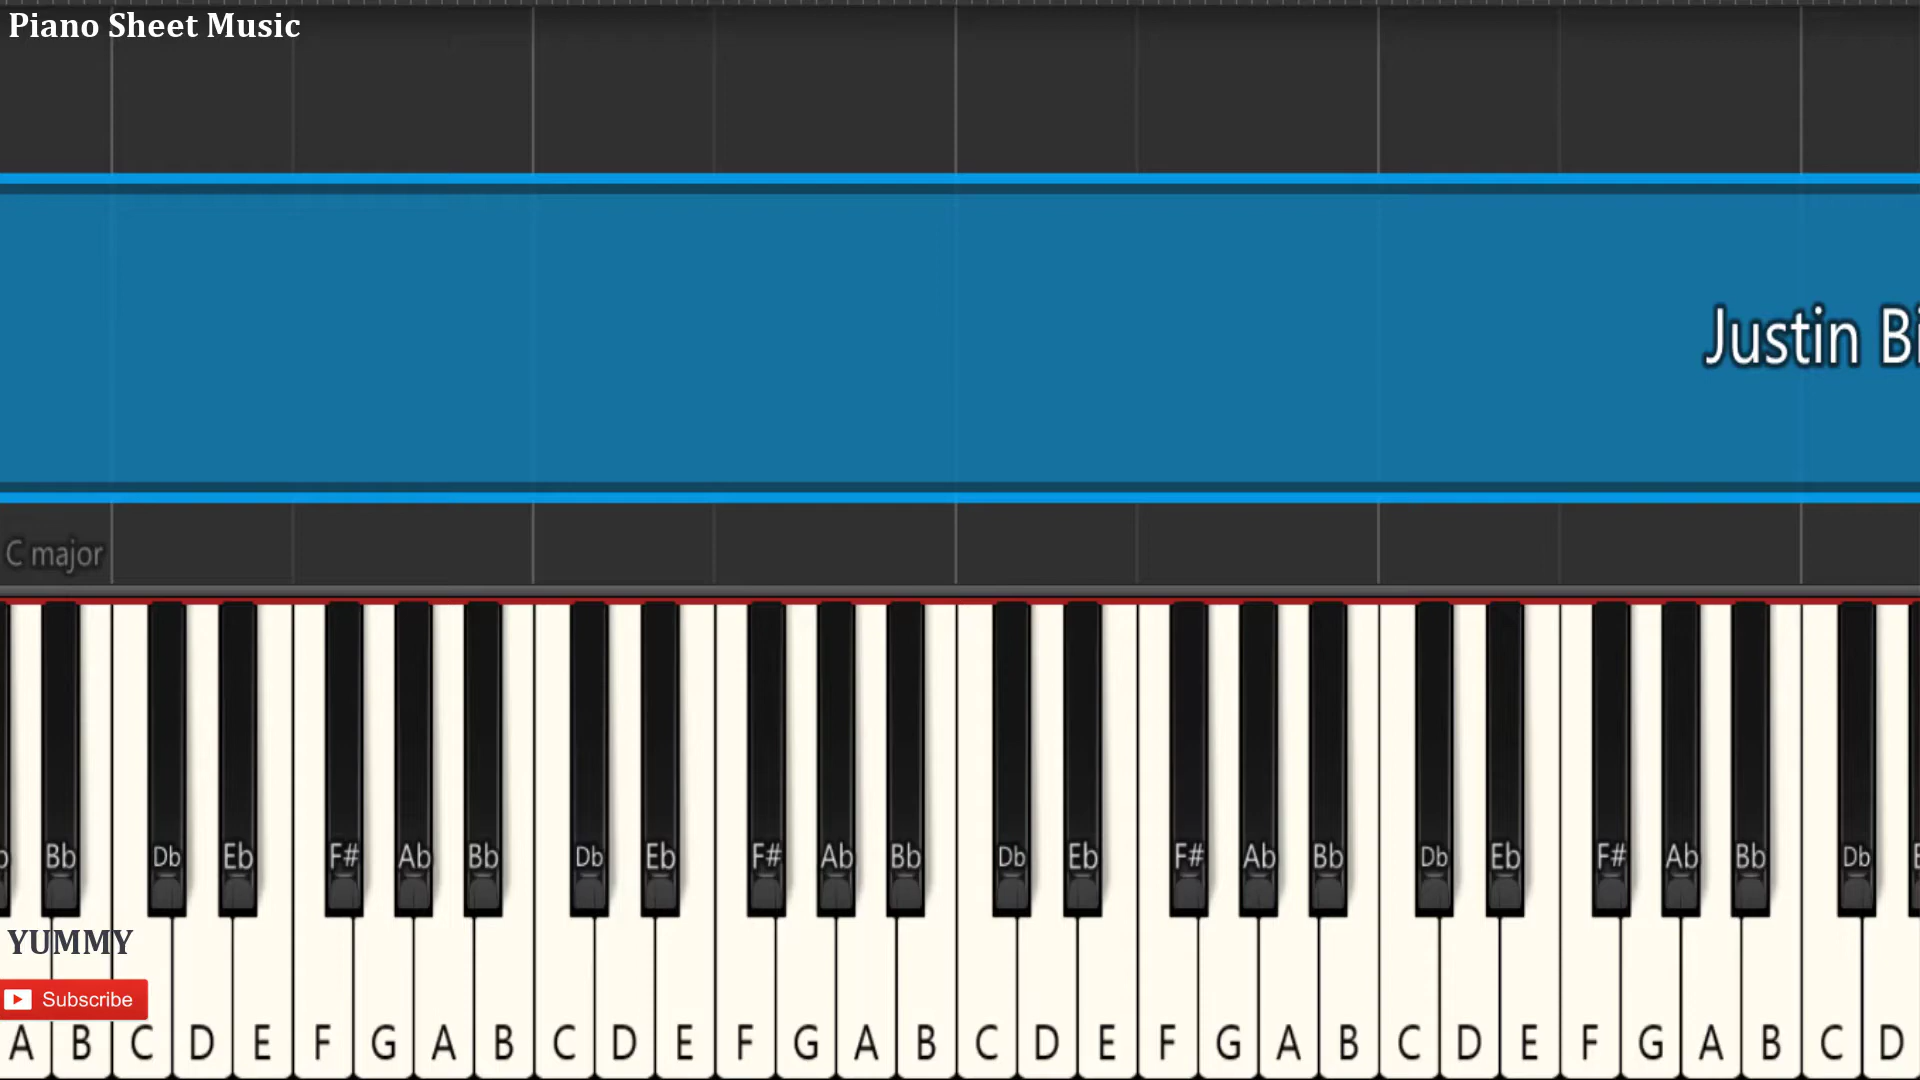 Piano Sheet Music
Justin Bi
C major
Bb Db Eb F# Ab Bb Db Eb F# Ab Bb Db Eb F# Ab Bb Db Eb F# Ab Bb Db
YUMMY
Subscribe
A B C D E F G A B C D E F G A B C D E F G A B C D E F G A B C D